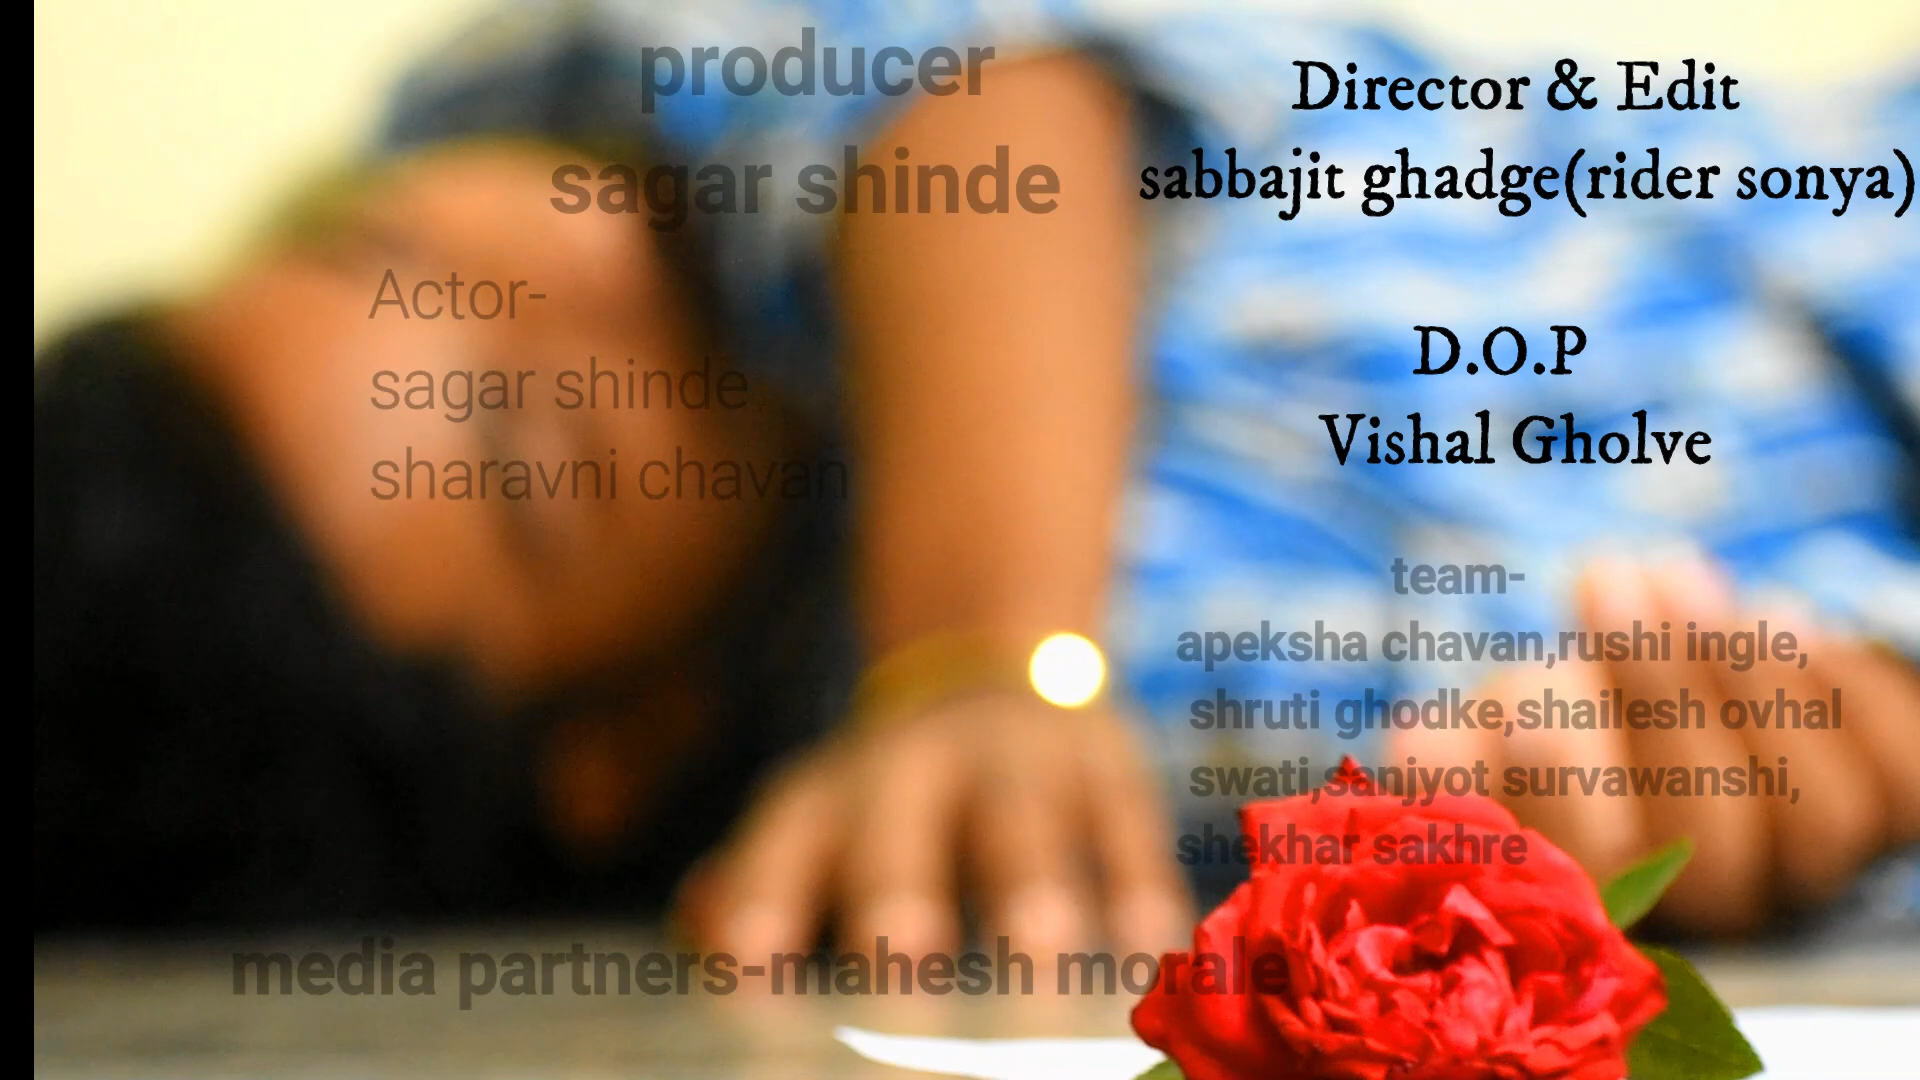 producer
sagar shinde
Actor-
sagar shinde
sharavni chavan
Director & Edit
sabbajit ghadge(rider sonya)
D.O.P
Vishal Gholve
team-
apeksha chavan,rushi ingle,
shruti ghodke,shailesh ovhal
swati,sanjyot survawanshi,
shekhar sakhre
media partners-mahesh morale